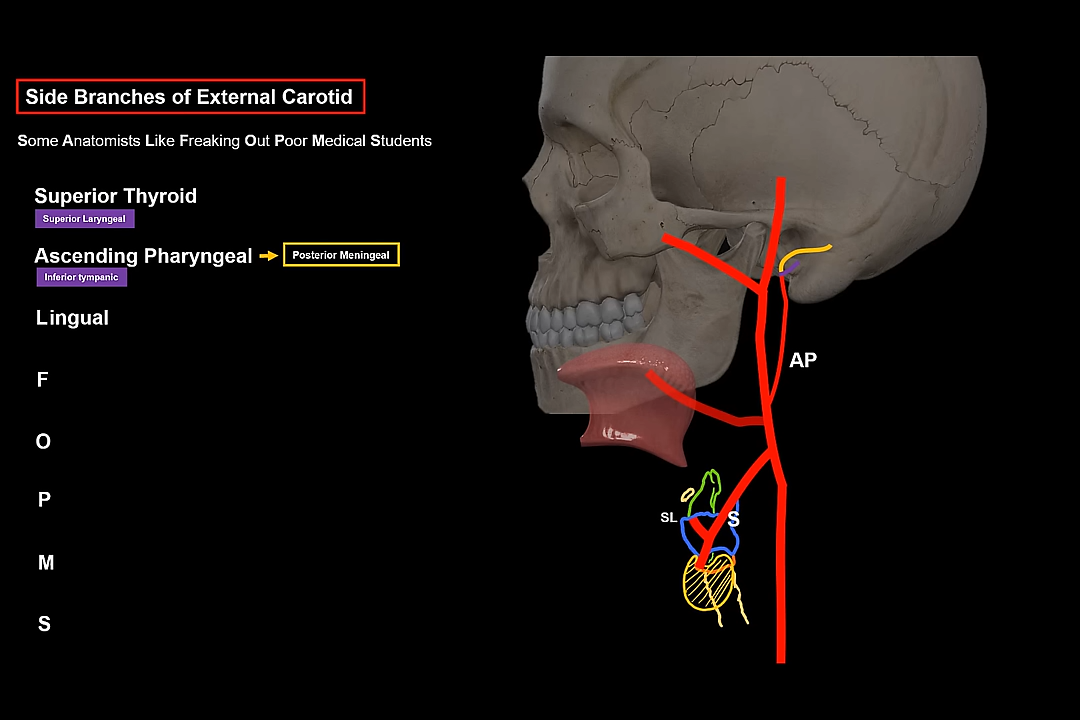 Side Branches of External Carotid
Some Anatomists Like Freaking Out Poor Medical Students
Superior Thyroid
Superior Laryngeal
Ascending Pharyngeal
Posterior Meningeal
Inferior tympanic
Lingual
F
O
P
M
S
AP
SL
S